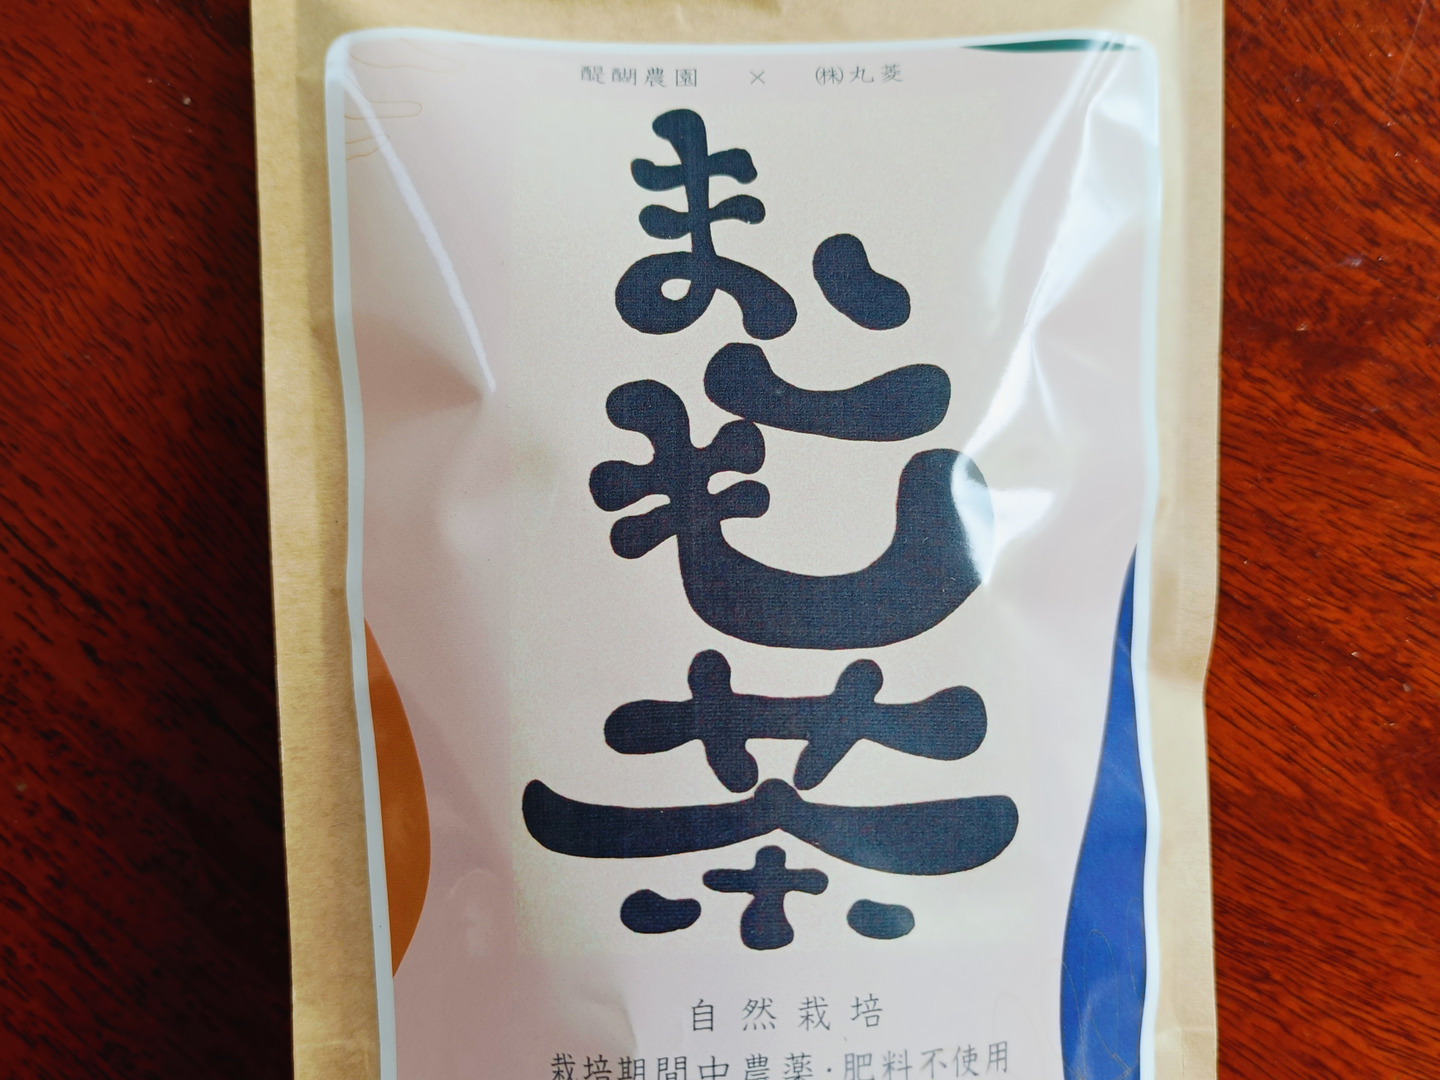 醍醐農園 × ㈱丸菱
まこも茶
自然栽培
栽培期間中農薬・肥料不使用